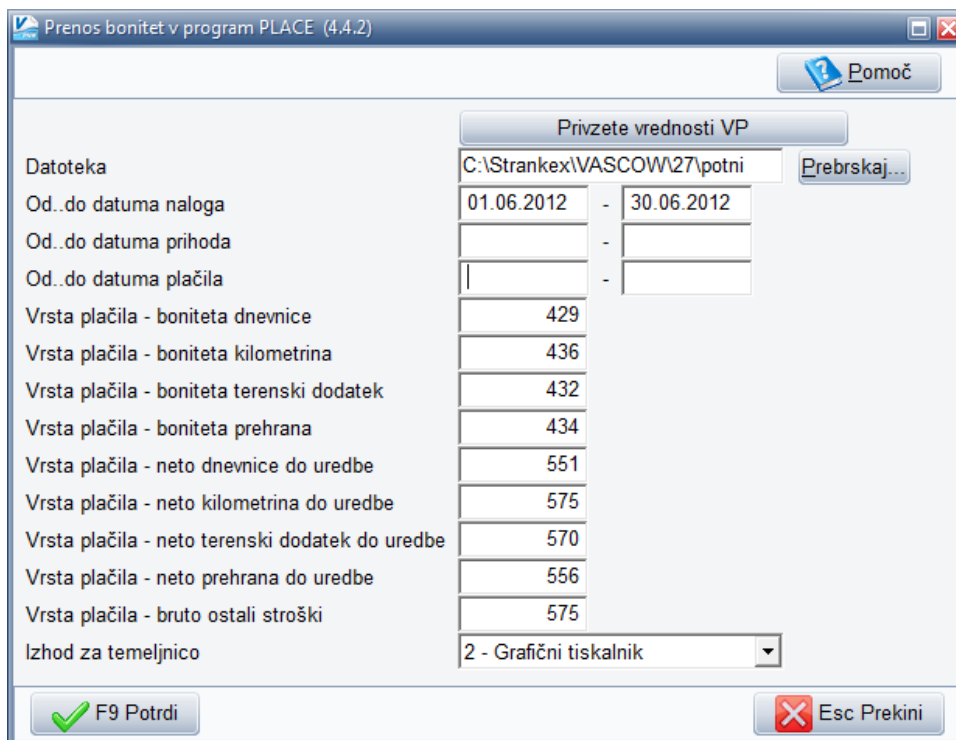 Prenos bonitet v program PLACE (4.4.2)
Pomoč
Privzete vrednosti VP
Datoteka C:\Strankex\VASCOW\27\potni Prebrskaj...
Od..do datuma naloga 01.06.2012 - 30.06.2012
Od..do datuma prihoda -
Od..do datuma plačila -
Vrsta plačila - boniteta dnevnice 429
Vrsta plačila - boniteta kilometrina 436
Vrsta plačila - boniteta terenski dodatek 432
Vrsta plačila - boniteta prehrana 434
Vrsta plačila - neto dnevnice do uredbe 551
Vrsta plačila - neto kilometrina do uredbe 575
Vrsta plačila - neto terenski dodatek do uredbe 570
Vrsta plačila - neto prehrana do uredbe 556
Vrsta plačila - bruto ostali stroški 575
Izhod za temeljnico 2 - Grafični tiskalnik
F9 Potrdi Esc Prekini